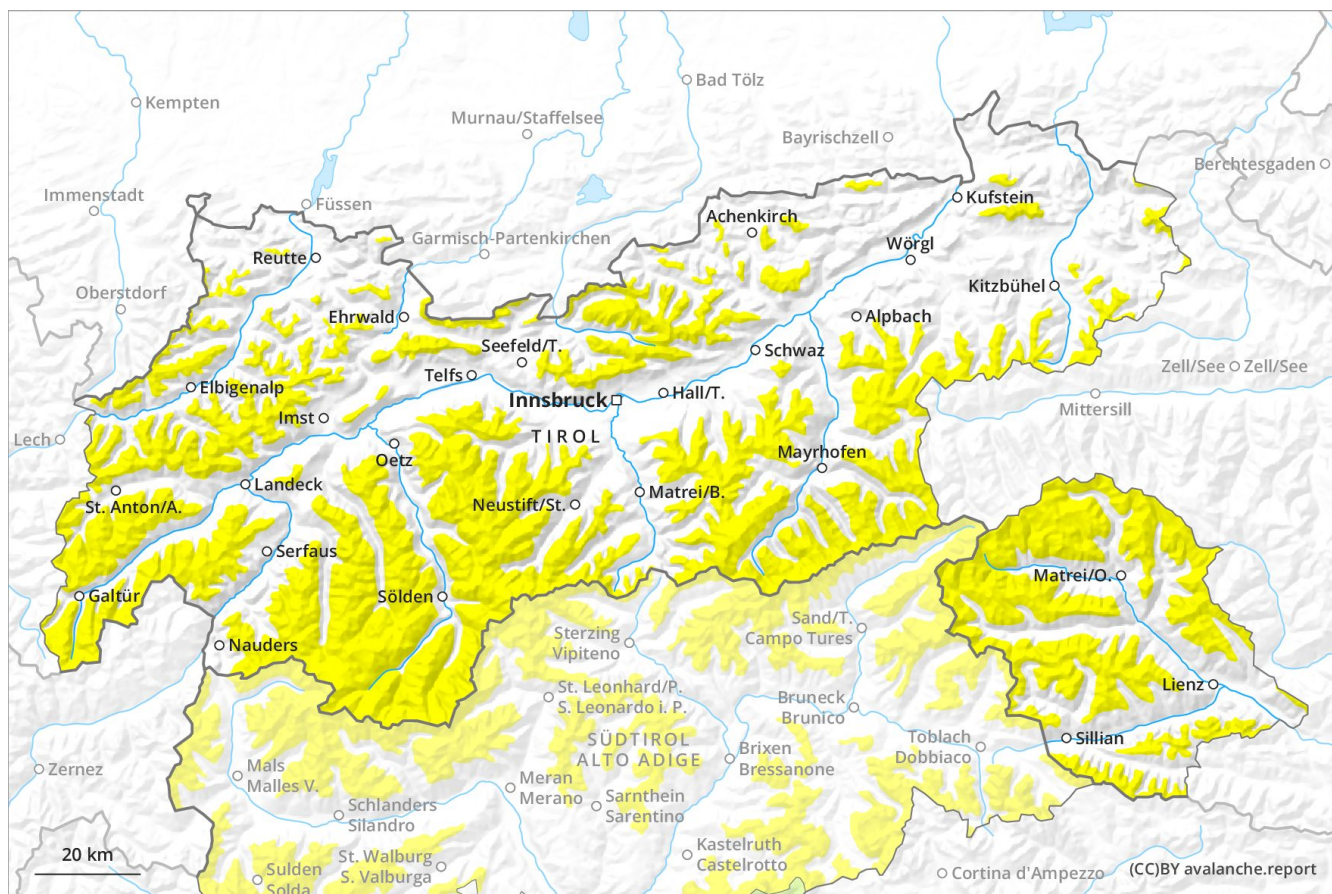 Bad Tölz
Kempten
Murnau/Staffelsee
Bayrischzell
Berchtesgaden
Immenstadt
Füssen
Kufstein
Achenkirch
Garmisch-Partenkirchen
Wörgl
Reutte
Oberstdorf
Kitzbühel
Ehrwald
Alpbach
Seefeld/T.
Schwaz
Telfs
Zell/See
Zell/See
Elbigenalp
Innsbruck
Hall/T.
Mittersill
Imst
Lech
TIROL
Oetz
Mayrhofen
Landeck
St. Anton/A.
Neustift/St.
Matrei/B.
Serfaus
Matrei/O.
Galtür
Sölden
Sand/T.
Campo Tures
Sterzing
Vipiteno
Nauders
Lienz
St. Leonhard/P.
S. Leonardo i. P.
Bruneck
Brunico
SÜDTIROL
ALTO ADIGE
Toblach
Dobbiaco
Sillian
Brixen
Bressanone
Zernez
Mals
Malles V.
Meran
Merano
Sarnthein
Sarentino
Schlanders
Silandro
20 km
St. Walburg
S. Valburga
Kastelruth
Castelrotto
Sulden
Solda
Cortina d'Ampezzo
(CC)BY avalanche.report